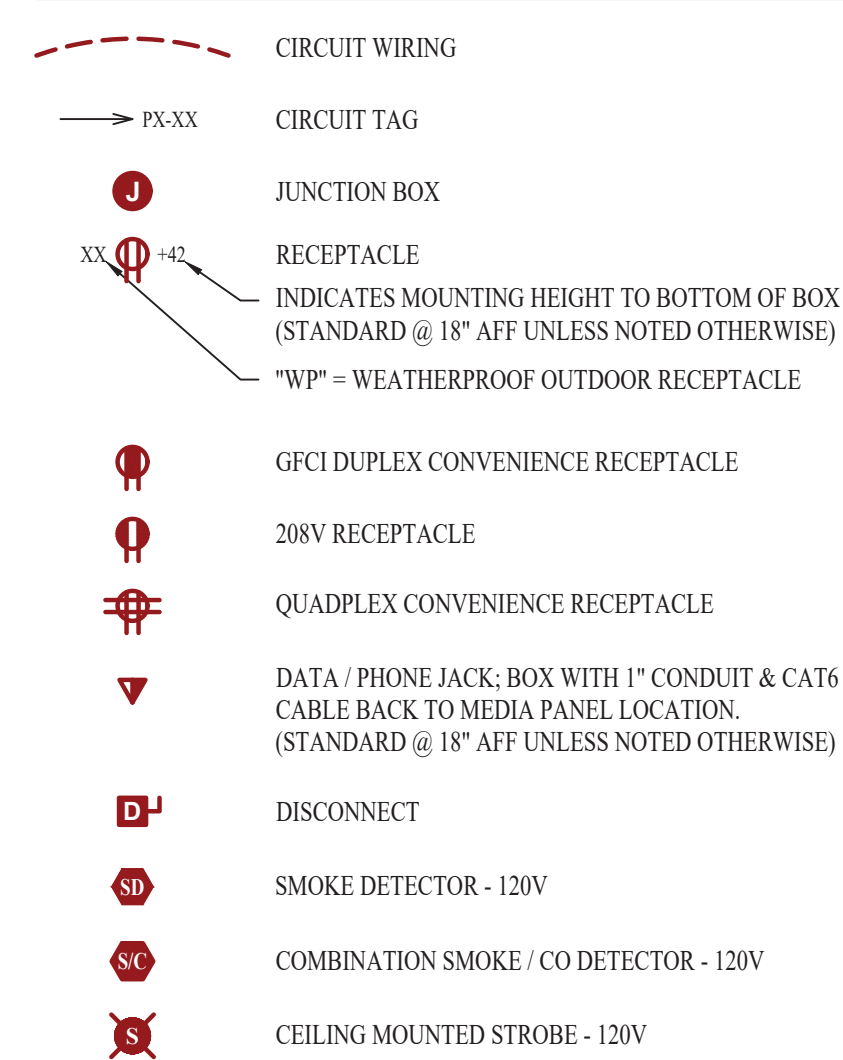 CIRCUIT WIRING
PX-XX CIRCUIT TAG
J JUNCTION BOX
XX +42 RECEPTACLE
INDICATES MOUNTING HEIGHT TO BOTTOM OF BOX
(STANDARD @ 18" AFF UNLESS NOTED OTHERWISE)
"WP" = WEATHERPROOF OUTDOOR RECEPTACLE
GFCI DUPLEX CONVENIENCE RECEPTACLE
208V RECEPTACLE
QUADPLEX CONVENIENCE RECEPTACLE
DATA / PHONE JACK; BOX WITH 1" CONDUIT & CAT6
CABLE BACK TO MEDIA PANEL LOCATION.
(STANDARD @ 18" AFF UNLESS NOTED OTHERWISE)
D DISCONNECT
SD SMOKE DETECTOR - 120V
S/C COMBINATION SMOKE / CO DETECTOR - 120V
S CEILING MOUNTED STROBE - 120V